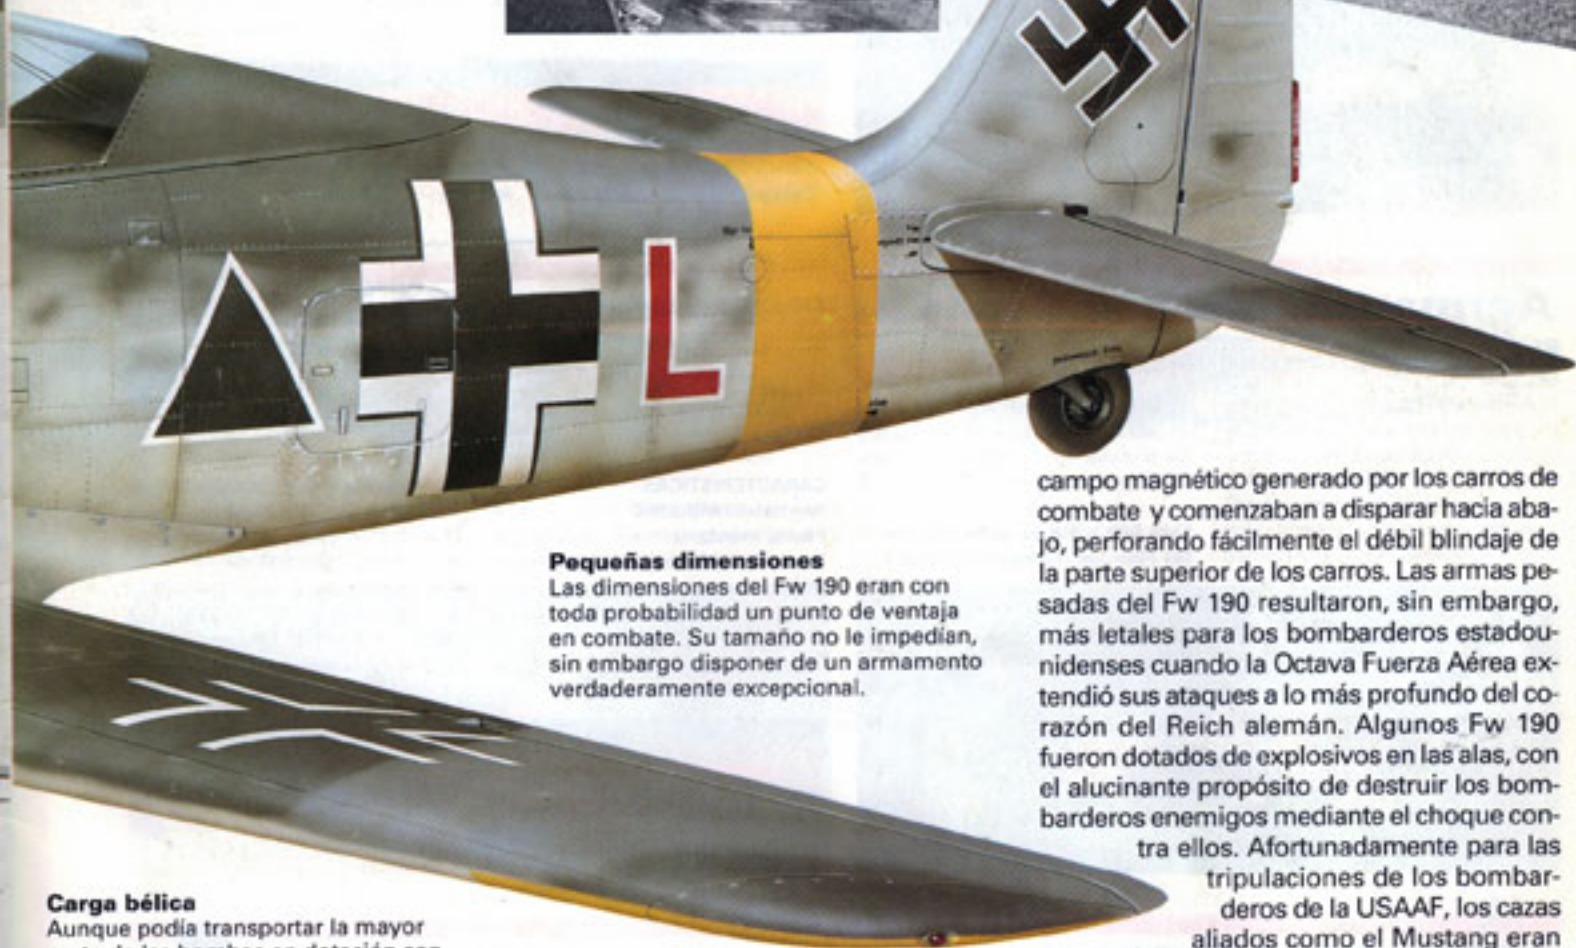 L
Pequeñas dimensiones
Las dimensiones del Fw 190 eran con
toda probabilidad un punto de ventaja
en combate. Su tamaño no le impedían,
sin embargo disponer de un armamento
verdaderamente excepcional.
Carga bélica
Aunque podía transportar la mayor
campo magnético generado por los carros de
combate y comenzaban a disparar hacia aba-
jo, perforando fácilmente el débil blindaje de
la parte superior de los carros. Las armas pe-
sadas del Fw 190 resultaron, sin embargo,
más letales para los bombarderos estadou-
nidenses cuando la Octava Fuerza Aérea ex-
tendió sus ataques a lo más profundo del co-
razón del Reich alemán. Algunos Fw 190
fueron dotados de explosivos en las alas, con
el alucinante propósito de destruir los bom-
barderos enemigos mediante el choque con-
tra ellos. Afortunadamente para las
tripulaciones de los bombar-
deros de la USAAF, los cazas
aliados como el Mustang eran